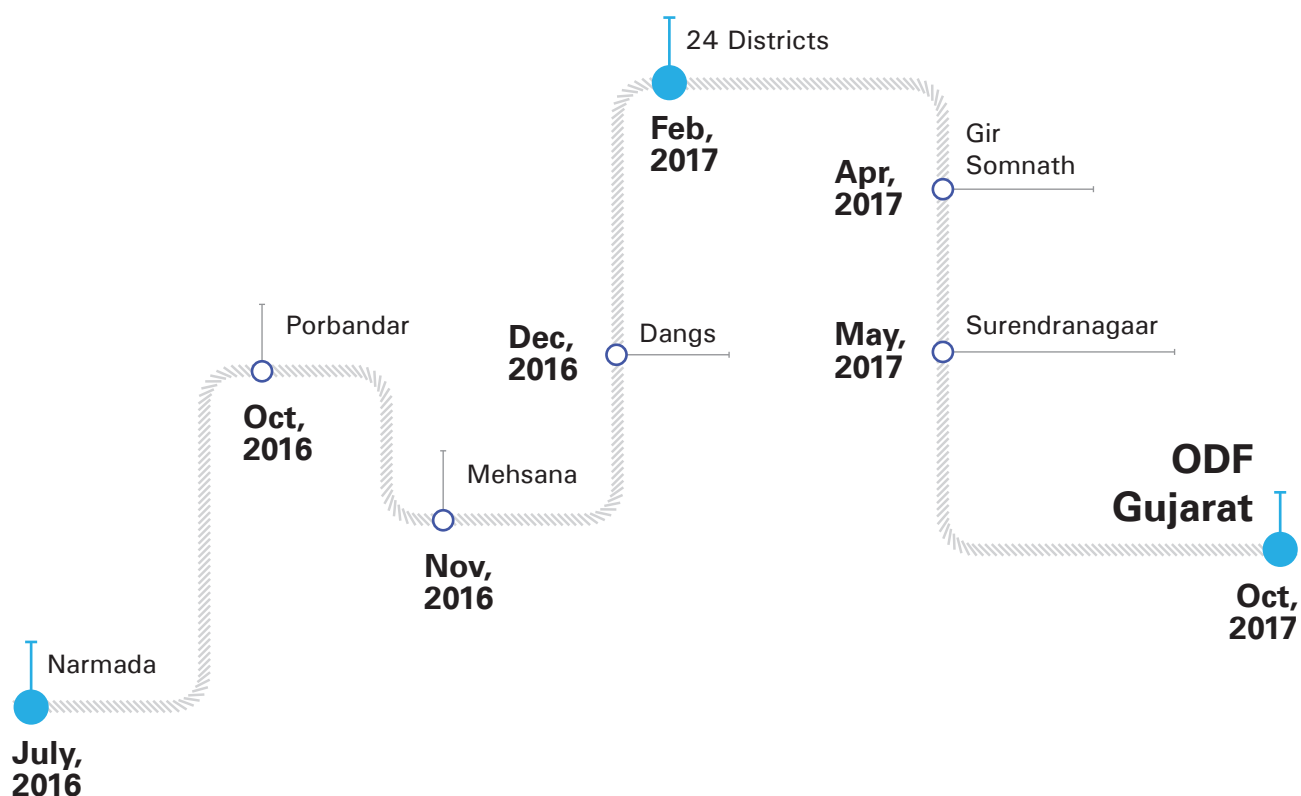 Narmada
July,
2016
Porbandar
Oct,
2016
Mehsana
Nov,
2016
Dec,
2016
Dangs
24 Districts
Feb,
2017
Apr,
2017
Gir
Somnath
May,
2017
Surendranagaar
ODF
Gujarat
Oct,
2017